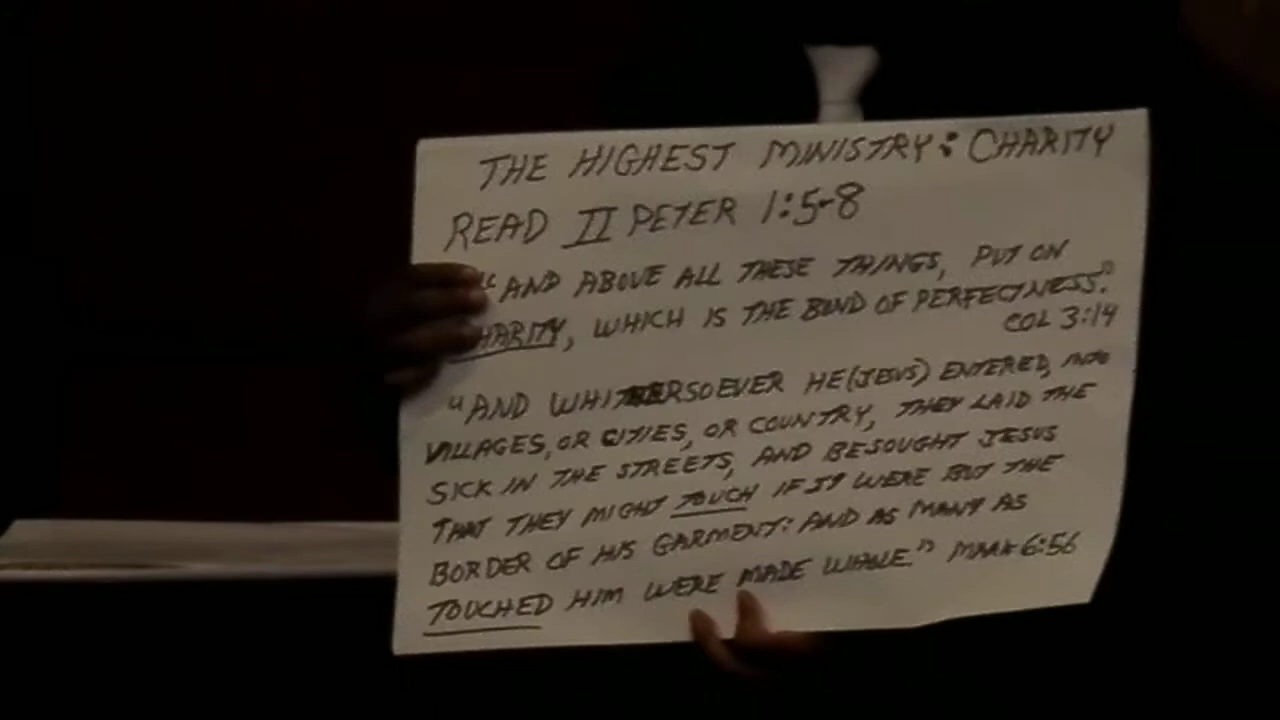 THE HIGHEST MINISTRY: CHARITY
READ II PETER 1:5-8
"AND ABOVE ALL THESE THINGS, PUT ON
CHARITY, WHICH IS THE BOND OF PERFECTNESS."
COL 3:14
"AND WHITHERSOEVER HE (JESUS) ENTERED, INTO
VILLAGES, OR CITIES, OR COUNTRY, THEY LAID THE
SICK IN THE STREETS, AND BESOUGHT JESUS
THAT THEY MIGHT TOUCH IF IT WERE BUT THE
BORDER OF HIS GARMENT: AND AS MANY AS
TOUCHED HIM WERE MADE WHOLE." MARK 6:56